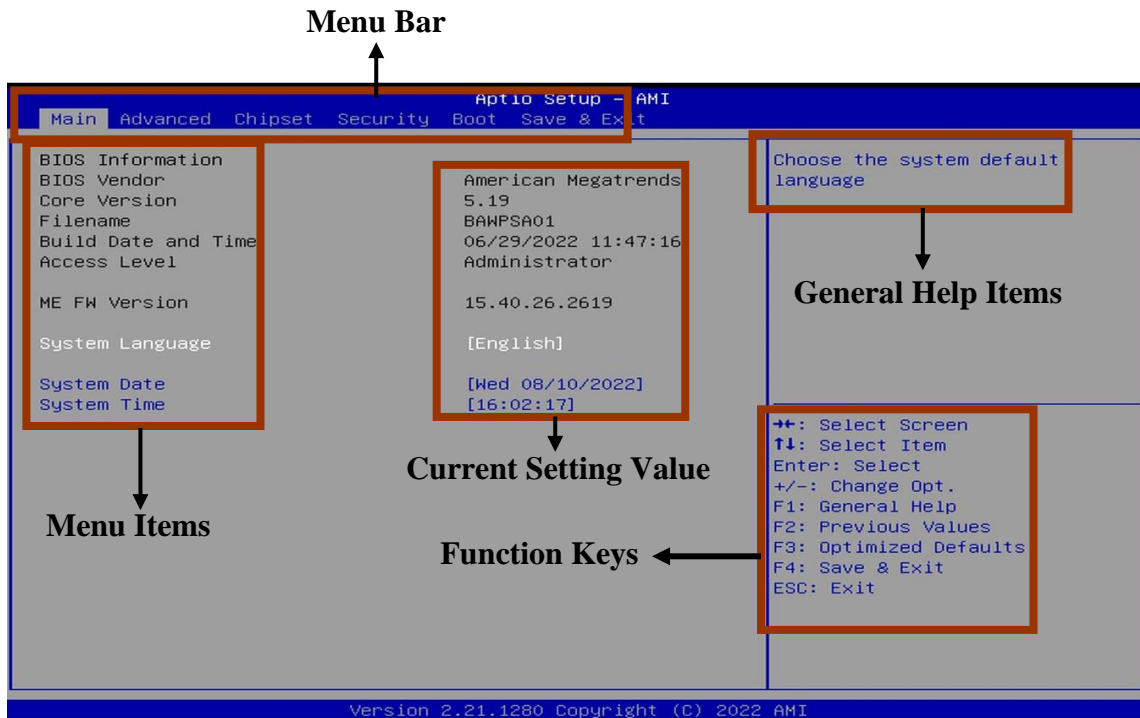 Menu Bar
Aptio Setup - AMI
Main Advanced Chipset Security Boot Save & Exit
BIOS Information
BIOS Vendor American Megatrends
Core Version 5.19
Filename BAWPSA01
Build Date and Time 06/29/2022 11:47:16
Access Level Administrator
ME FW Version 15.40.26.2619
System Language [English]
System Date [Wed 08/10/2022]
System Time [16:02:17]
Choose the system default
language
General Help Items
→←: Select Screen
↑↓: Select Item
Enter: Select
+/-: Change Opt.
F1: General Help
F2: Previous Values
F3: Optimized Defaults
F4: Save & Exit
ESC: Exit
Current Setting Value
Menu Items
Function Keys
Version 2.21.1280 Copyright (C) 2022 AMI